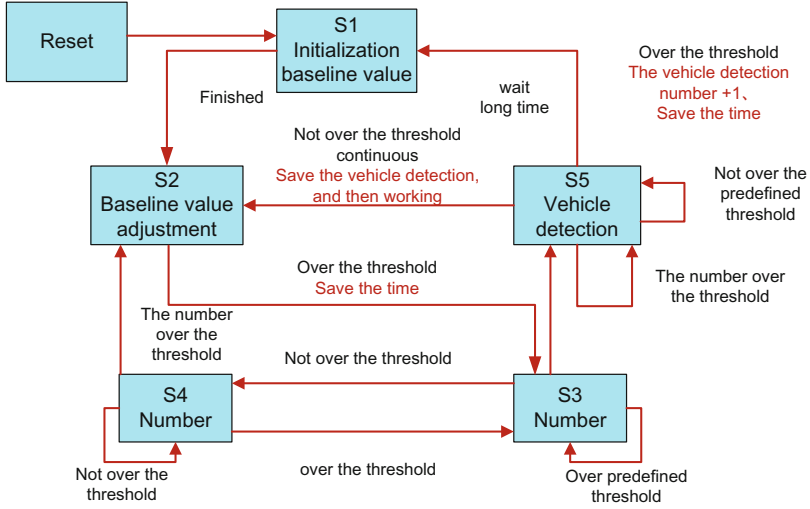 Reset
S1
Initialization
baseline value
Over the threshold
The vehicle detection
number +1、
Save the time
Finished
wait
long time
Not over the threshold
continuous
Save the vehicle detection,
and then working
S2
Baseline value
adjustment
S5
Vehicle
detection
Not over the
predefined
threshold
Over the threshold
Save the time
The number over
the threshold
The number
over the
threshold
Not over the threshold
S4
Number
S3
Number
Not over the
threshold
over the threshold
Over predefined
threshold